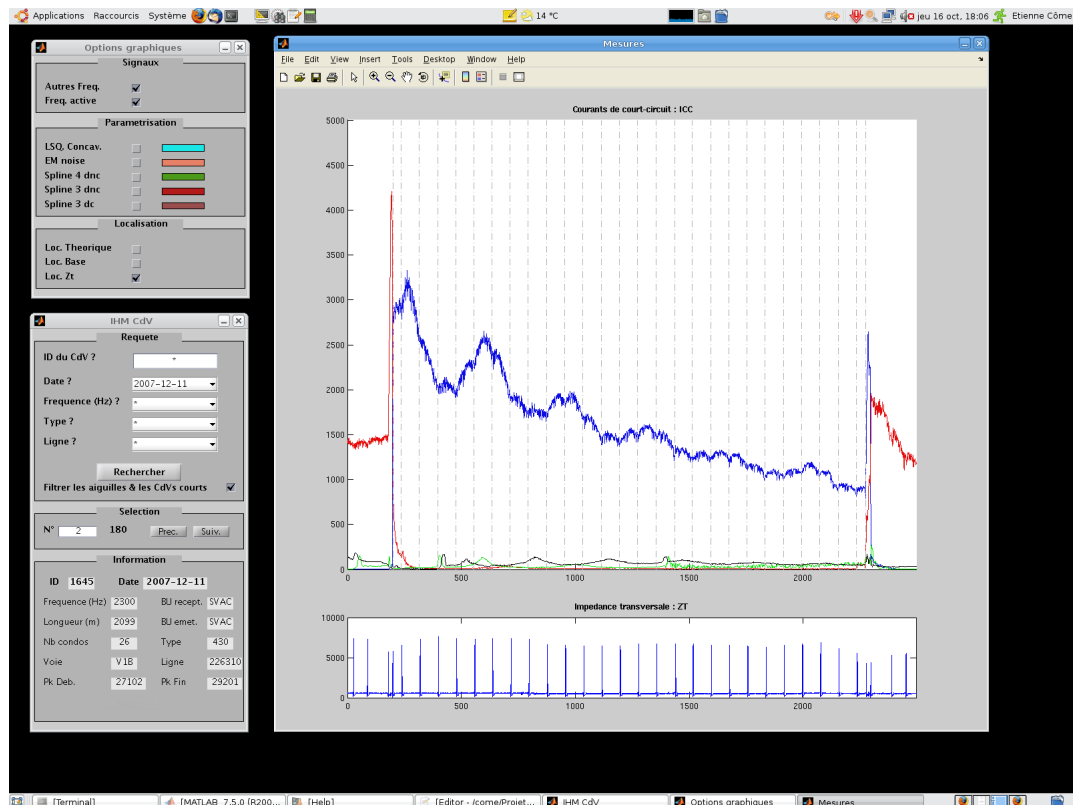 Applications Raccourcis Système 14 °C jeu 16 oct, 18:06 Etienne Côme
Options graphiques
Signaux
Autres Freq.
Freq. active
Parametrisation
LSQ, Concav.
EM noise
Spline 4 dnc
Spline 3 dnc
Spline 3 dc
Localisation
Loc. Theorique
Loc. Base
Loc. Zt
IHM CdV
Requete
ID du CdV ? *
Date ? 2007-12-11
Frequence (Hz) ? *
Type ? *
Ligne ? *
Rechercher
Filtrer les aiguilles & les CdVs courts
Selection
N° 2 180 Prec. Suiv.
Information
ID 1645 Date 2007-12-11
Frequence (Hz) 2300 BU recept. SVAC
Longueur (m) 2099 BU emet. SVAC
Nb condos 26 Type 430
Voie V1B Ligne 226310
Pk Deb. 27102 Pk Fin 29201
Mesures
File Edit View Insert Tools Desktop Window Help
Courants de court-circuit : ICC
5000
4500
4000
3500
3000
2500
2000
1500
1000
500
0
0 500 1000 1500 2000
Impedance transversale : ZT
10000
5000
0
0 500 1000 1500 2000
[Terminal] [MATLAB 7.5.0 (R200... [Help] [Editor - /come/Projet... IHM CdV Options graphiques Mesures